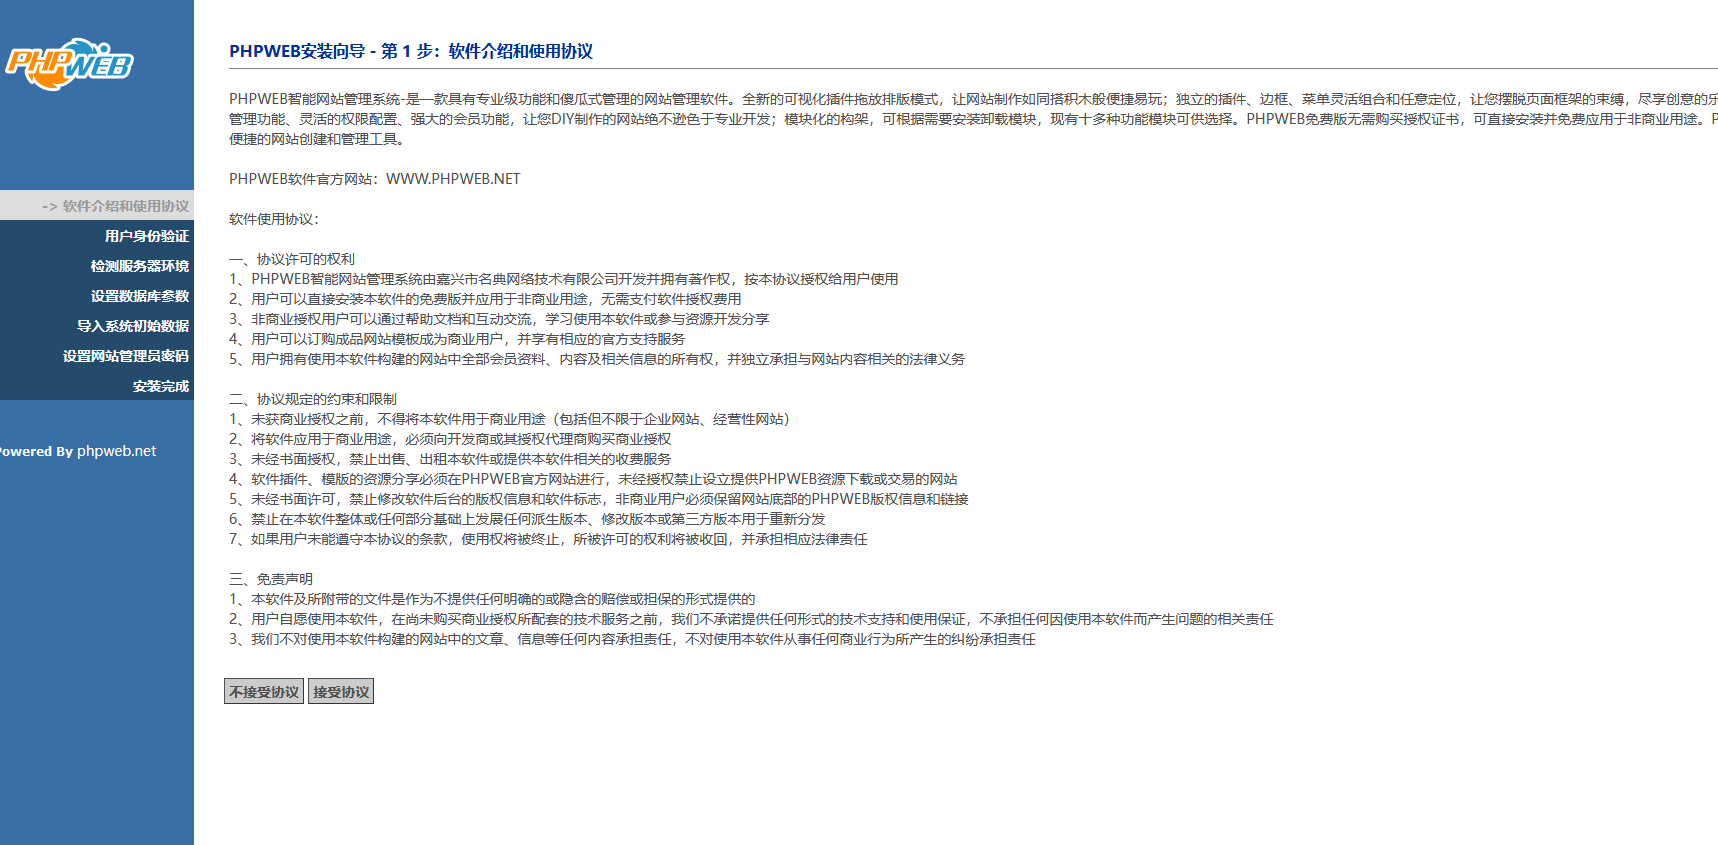 PHPWEB
-> 软件介绍和使用协议
用户身份验证
检测服务器环境
设置数据库参数
导入系统初始数据
设置网站管理员密码
安装完成
Powered By phpweb.net
PHPWEB安装向导 - 第 1 步：软件介绍和使用协议
PHPWEB智能网站管理系统-是一款具有专业级功能和傻瓜式管理的网站管理软件。全新的可视化插件拖放排版模式，让网站制作如同搭积木般便捷易玩；独立的插件、边框、菜单灵活组合和任意定位，让您摆脱页面框架的束缚，尽享创意的乐
管理功能、灵活的权限配置、强大的会员功能，让您DIY制作的网站绝不逊色于专业开发；模块化的构架，可根据需要安装卸载模块，现有十多种功能模块可供选择。PHPWEB免费版无需购买授权证书，可直接安装并免费应用于非商业用途。P
便捷的网站创建和管理工具。
PHPWEB软件官方网站：WWW.PHPWEB.NET
软件使用协议：
一、协议许可的权利
1、PHPWEB智能网站管理系统由嘉兴市名典网络技术有限公司开发并拥有著作权，按本协议授权给用户使用
2、用户可以直接安装本软件的免费版并应用于非商业用途，无需支付软件授权费用
3、非商业授权用户可以通过帮助文档和互动交流，学习使用本软件或参与资源开发分享
4、用户可以订购成品网站模板成为商业用户，并享有相应的官方支持服务
5、用户拥有使用本软件构建的网站中全部会员资料、内容及相关信息的所有权，并独立承担与网站内容相关的法律义务
二、协议规定的约束和限制
1、未获商业授权之前，不得将本软件用于商业用途（包括但不限于企业网站、经营性网站）
2、将软件应用于商业用途，必须向开发商或其授权代理商购买商业授权
3、未经书面授权，禁止出售、出租本软件或提供本软件相关的收费服务
4、软件插件、模版的资源分享必须在PHPWEB官方网站进行，未经授权禁止设立提供PHPWEB资源下载或交易的网站
5、未经书面许可，禁止修改软件后台的版权信息和软件标志，非商业用户必须保留网站底部的PHPWEB版权信息和链接
6、禁止在本软件整体或任何部分基础上发展任何派生版本、修改版本或第三方版本用于重新分发
7、如果用户未能遵守本协议的条款，使用权将被终止，所被许可的权利将被收回，并承担相应法律责任
三、免责声明
1、本软件及所附带的文件是作为不提供任何明确的或隐含的赔偿或担保的形式提供的
2、用户自愿使用本软件，在尚未购买商业授权所配套的技术服务之前，我们不承诺提供任何形式的技术支持和使用保证，不承担任何因使用本软件而产生问题的相关责任
3、我们不对使用本软件构建的网站中的文章、信息等任何内容承担责任，不对使用本软件从事任何商业行为所产生的纠纷承担责任
不接受协议 接受协议